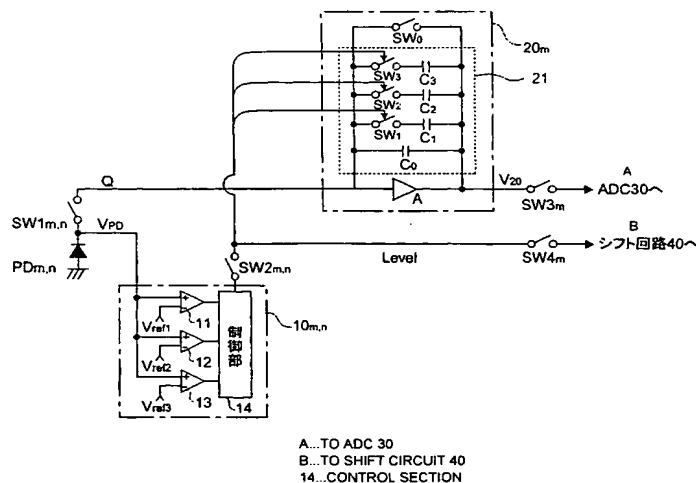 SW0
20m
SW3
C3
21
SW2
C2
SW1
C1
C0
Q
A
V20
A
ADC30へ
SW3m
SW1m,n
VPD
B
シフト回路40へ
Level
SW4m
PDm,n
SW2m,n
11
制御部
10m,n
Vref1
12
Vref2
13
Vref3
14
A...TO ADC 30
B...TO SHIFT CIRCUIT 40
14...CONTROL SECTION